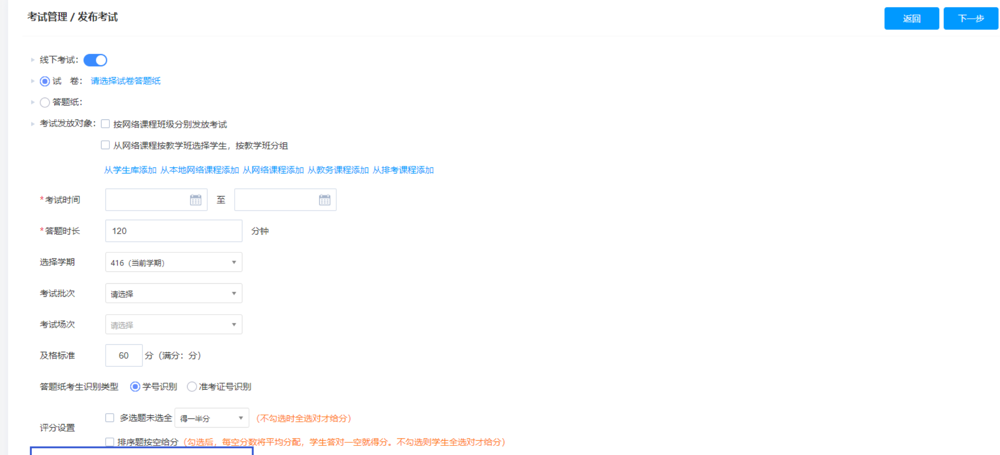 考试管理 / 发布考试
返回 下一步
线下考试：
试 卷： 请选择试卷答题纸
答题纸：
考试发放对象： 按网络课程班级分别发放考试
从网络课程按教学班选择学生，按教学班分组
从学生库添加 从本地网络课程添加 从网络课程添加 从教务课程添加 从排考课程添加
*考试时间 至
*答题时长 120 分钟
选择学期 416（当前学期）
考试批次 请选择
考试场次 请选择
及格标准 60 分（满分：分）
答题纸考生识别类型 学号识别 准考证号识别
评分设置 多选题未选全 得一半分 （不勾选时全选对才给分）
排序题按空给分（勾选后，每空分数将平均分配，学生答对一空就得分。不勾选则学生全选对才给分）